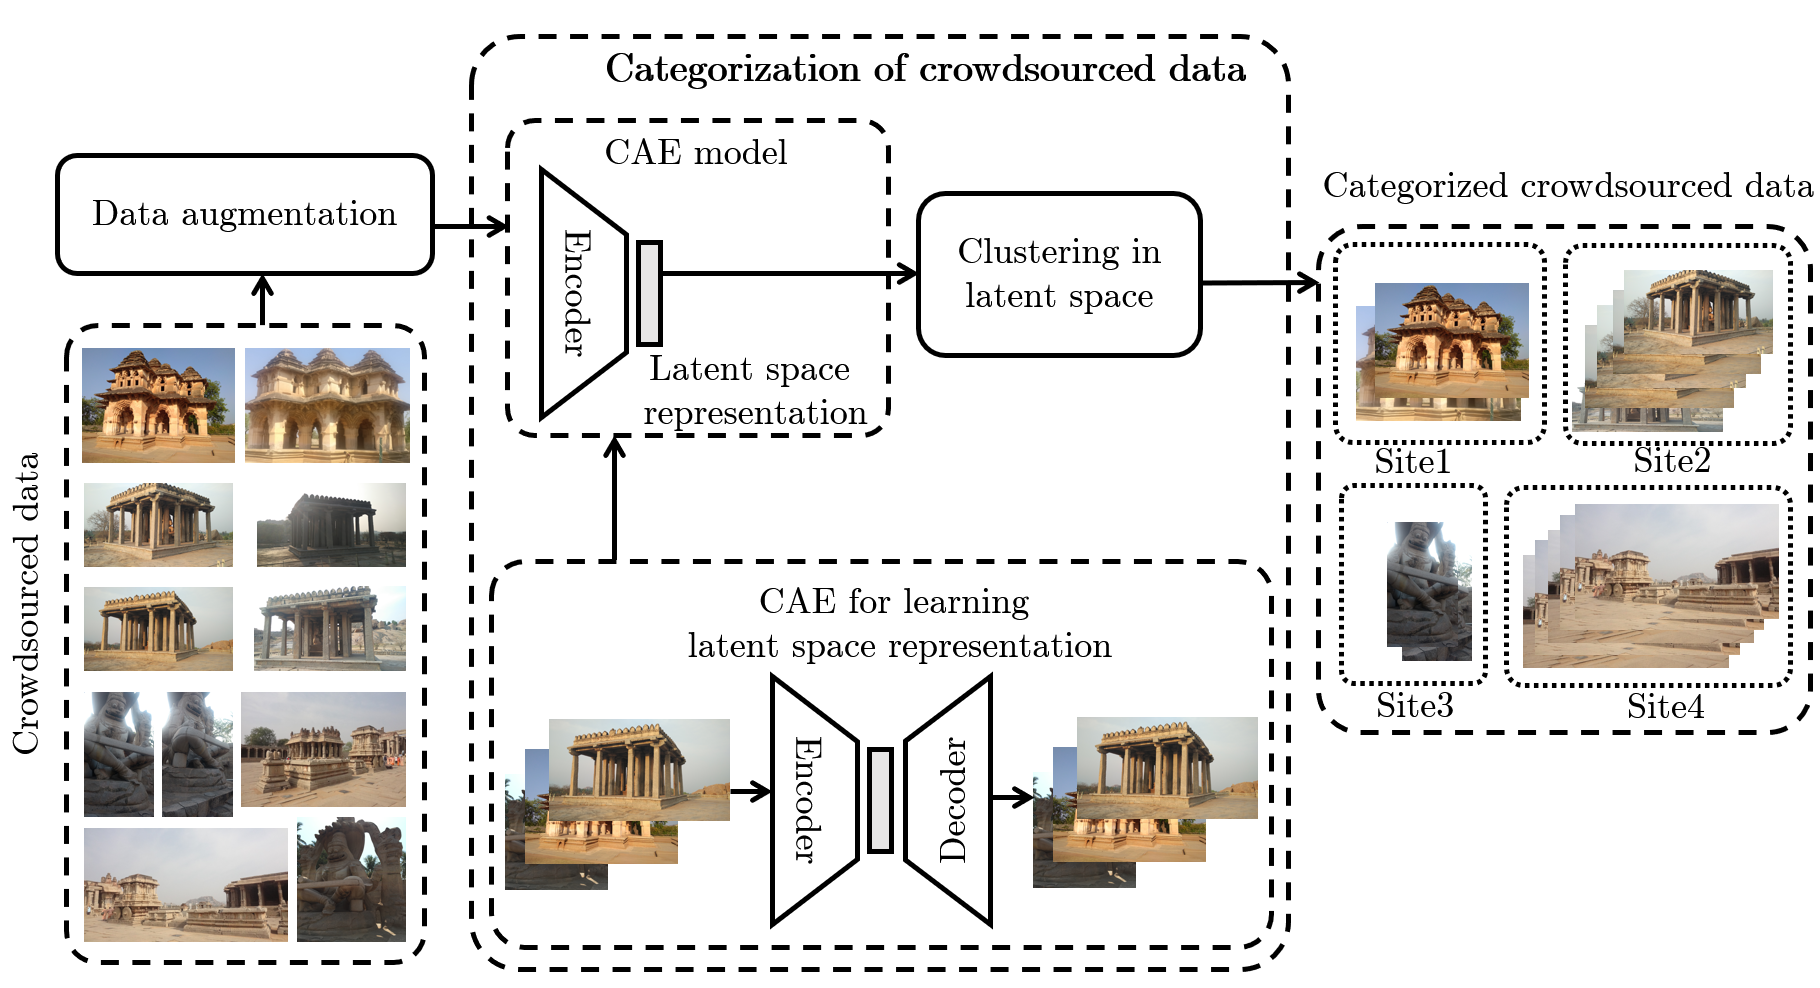 Categorization of crowdsourced data
CAE model
Data augmentation
Encoder
Latent space
representation
Clustering in
latent space
Categorized crowdsourced data
Site1
Site2
Site3
Site4
Crowdsourced data
CAE for learning
latent space representation
Encoder
Decoder